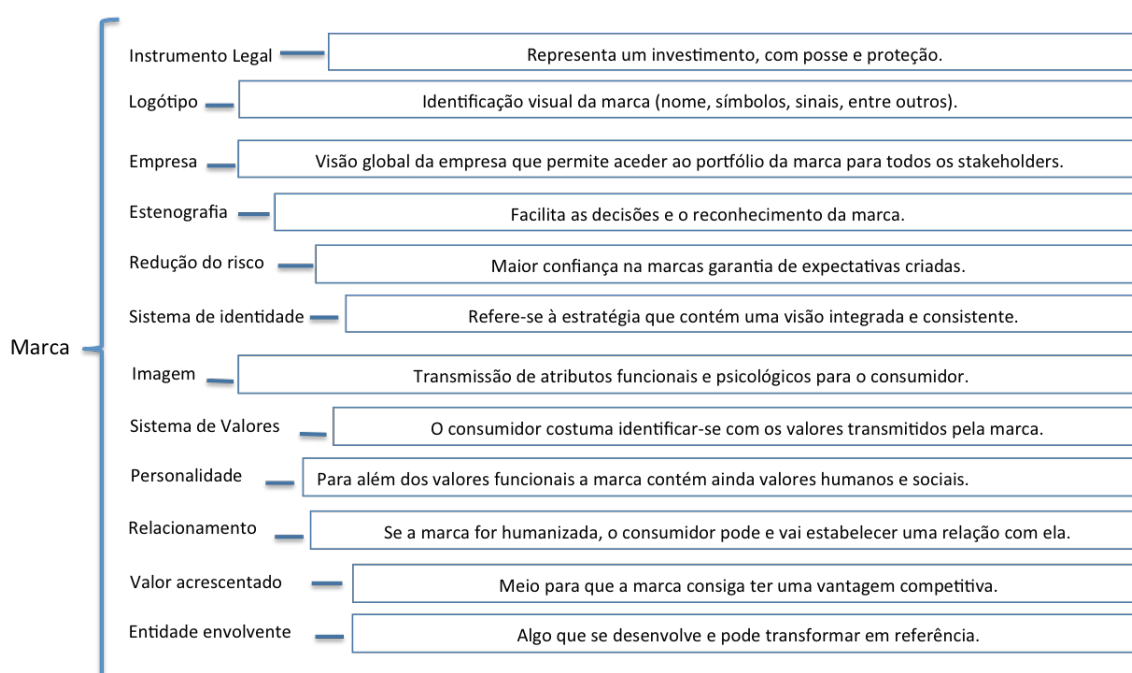 Marca
Instrumento Legal
Representa um investimento, com posse e proteção.
Logótipo
Identificação visual da marca (nome, símbolos, sinais, entre outros).
Empresa
Visão global da empresa que permite aceder ao portfólio da marca para todos os stakeholders.
Estenografia
Facilita as decisões e o reconhecimento da marca.
Redução do risco
Maior confiança na marcas garantia de expectativas criadas.
Sistema de identidade
Refere-se à estratégia que contém uma visão integrada e consistente.
Imagem
Transmissão de atributos funcionais e psicológicos para o consumidor.
Sistema de Valores
O consumidor costuma identificar-se com os valores transmitidos pela marca.
Personalidade
Para além dos valores funcionais a marca contém ainda valores humanos e sociais.
Relacionamento
Se a marca for humanizada, o consumidor pode e vai estabelecer uma relação com ela.
Valor acrescentado
Meio para que a marca consiga ter uma vantagem competitiva.
Entidade envolvente
Algo que se desenvolve e pode transformar em referência.